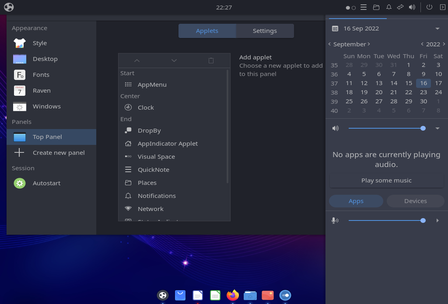 22:27
Appearance
Style
Desktop
Fonts
Raven
Windows
Panels
Top Panel
Create new panel
Session
Autostart
Applets
Settings
Start
AppMenu
Center
Clock
End
DropBy
AppIndicator Applet
Visual Space
QuickNote
Places
Notifications
Network
Add applet
Choose a new applet to add
to this panel
16 Sep 2022
September
2022
Sun Mon Tue Wed Thu Fri Sat
35 28 29 30 31 1 2 3
36 4 5 6 7 8 9 10
37 11 12 13 14 15 16 17
38 18 19 20 21 22 23 24
39 25 26 27 28 29 30 1
40 2 3 4 5 6 7 8
No apps are currently playing
audio.
Play some music
Apps
Devices